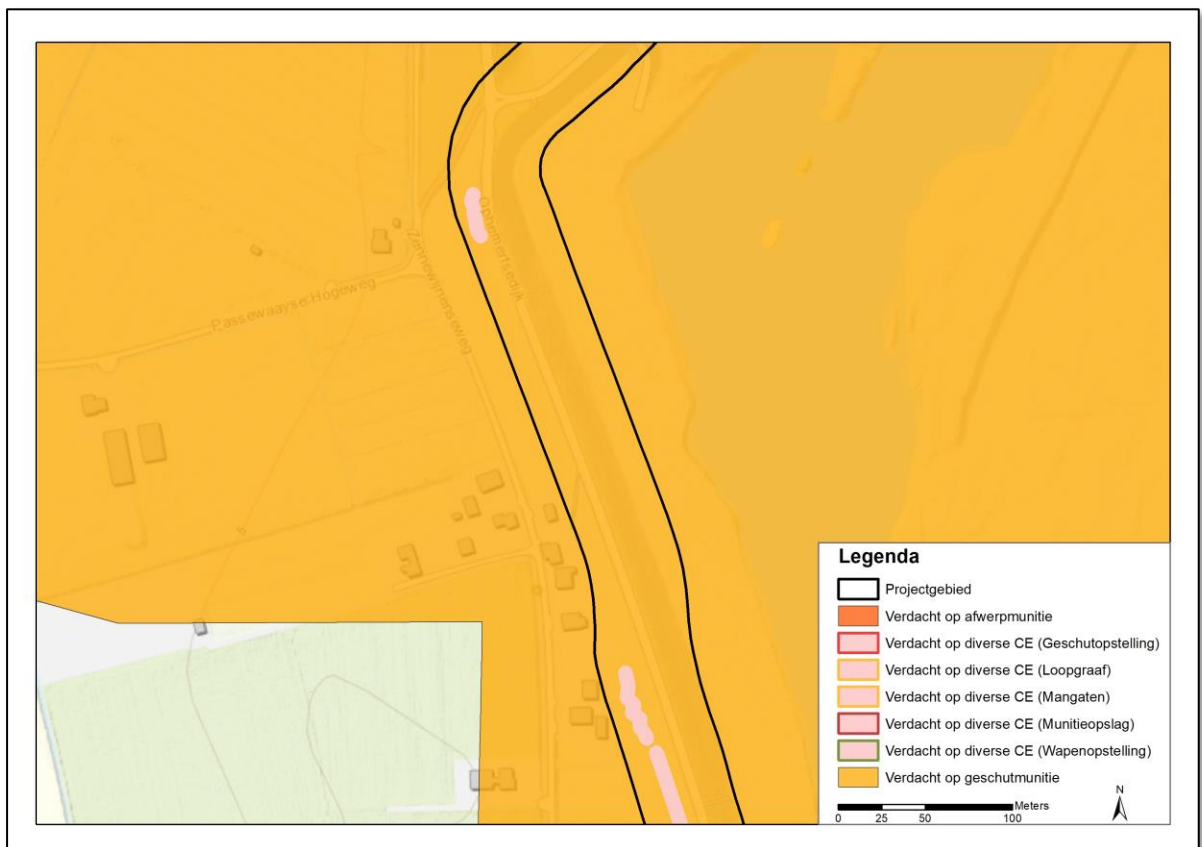 Ophemertsedijk
Zennewijnenseweg
Passewaayse Hogeweg
5
Legenda
Projectgebied
Verdacht op afwerpmunitie
Verdacht op diverse CE (Geschutopstelling)
Verdacht op diverse CE (Loopgraaf)
Verdacht op diverse CE (Mangaten)
Verdacht op diverse CE (Munitieopslag)
Verdacht op diverse CE (Wapenopstelling)
Verdacht op geschutmunitie
Meters
0 25 50 100
N